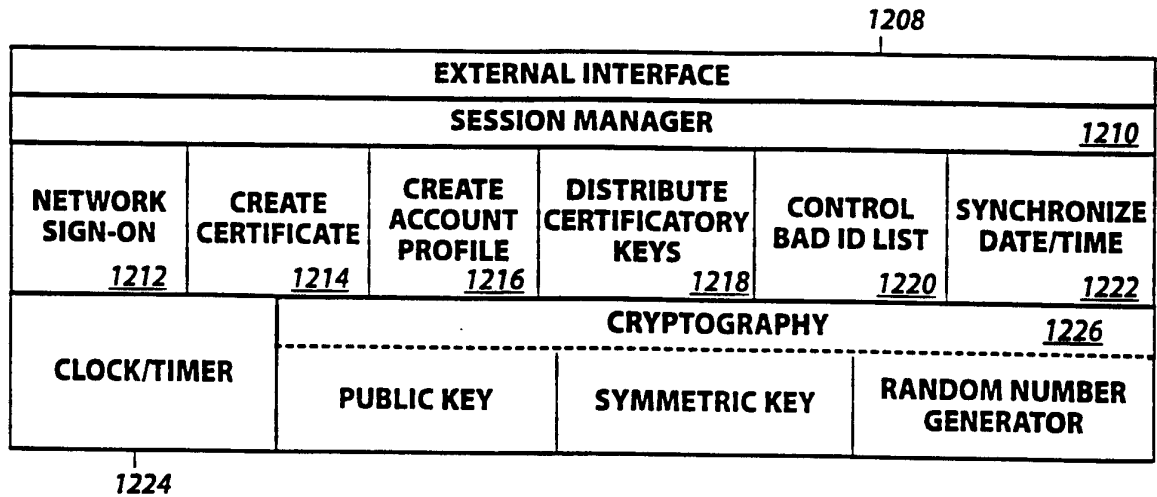 1208
EXTERNAL INTERFACE
SESSION MANAGER
1210
NETWORK
SIGN-ON
1212
CREATE
CERTIFICATE
1214
CREATE
ACCOUNT
PROFILE
1216
DISTRIBUTE
CERTIFICATORY
KEYS
1218
CONTROL
BAD ID LIST
1220
SYNCHRONIZE
DATE/TIME
1222
CLOCK/TIMER
CRYPTOGRAPHY
1226
PUBLIC KEY
SYMMETRIC KEY
RANDOM NUMBER
GENERATOR
1224